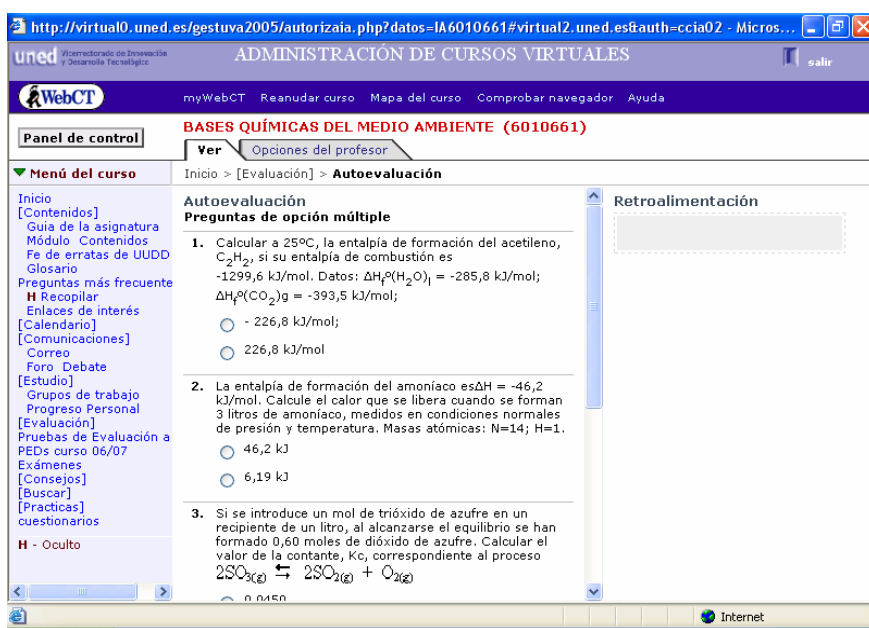 http://virtual0.uned.es/gestuva2005/autorizaia.php?datos=IA6010661#virtual2.uned.es&auth=ccia02 - Micros...
uned Vicerrectorado de Innovación
y Desarrollo Tecnológico
ADMINISTRACIÓN DE CURSOS VIRTUALES
salir
WebCT
myWebCT Reanudar curso Mapa del curso Comprobar navegador Ayuda
Panel de control
BASES QUÍMICAS DEL MEDIO AMBIENTE (6010661)
Ver Opciones del profesor
Menú del curso
Inicio > [Evaluación] > Autoevaluación
Inicio
[Contenidos]
Guia de la asignatura
Módulo Contenidos
Fe de erratas de UUDD
Glosario
Preguntas más frecuente
H Recopilar
Enlaces de interés
[Calendario]
[Comunicaciones]
Correo
Foro Debate
[Estudio]
Grupos de trabajo
Progreso Personal
[Evaluación]
Pruebas de Evaluación a
PEDs curso 06/07
Exámenes
[Consejos]
[Buscar]
[Practicas]
cuestionarios
H - Oculto
Autoevaluación
Preguntas de opción múltiple
1. Calcular a 25ºC, la entalpía de formación del acetileno,
C₂H₂, si su entalpía de combustión es
-1299,6 kJ/mol. Datos: ΔHfº(H₂O)l = -285,8 kJ/mol;
ΔHfº(CO₂)g = -393,5 kJ/mol;
- 226,8 kJ/mol;
226,8 kJ/mol
2. La entalpía de formación del amoníaco esΔH = -46,2
kJ/mol. Calcule el calor que se libera cuando se forman
3 litros de amoníaco, medidos en condiciones normales
de presión y temperatura. Masas atómicas: N=14; H=1.
46,2 kJ
6,19 kJ
3. Si se introduce un mol de trióxido de azufre en un
recipiente de un litro, al alcanzarse el equilibrio se han
formado 0,60 moles de dióxido de azufre. Calcular el
valor de la contante, Kc, correspondiente al proceso
2SO₃(g) ⇆ 2SO₂(g) + O₂(g)
0,0450
Retroalimentación
Internet